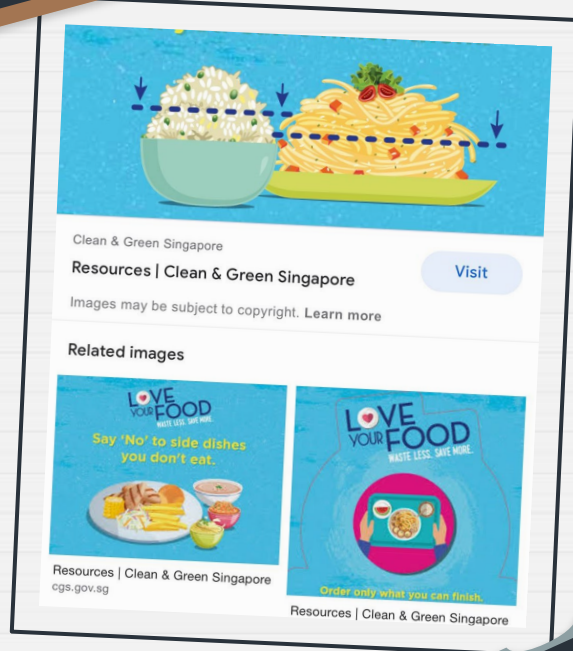 Clean & Green Singapore
Resources | Clean & Green Singapore
Visit
Images may be subject to copyright. Learn more
Related images
LOVE
YOUR FOOD
WASTE LESS. SAVE MORE.
Say 'No' to side dishes
you don't eat.
Resources | Clean & Green Singapore
cgs.gov.sg
LOVE
YOUR FOOD
WASTE LESS. SAVE MORE.
Order only what you can finish.
Resources | Clean & Green Singapore